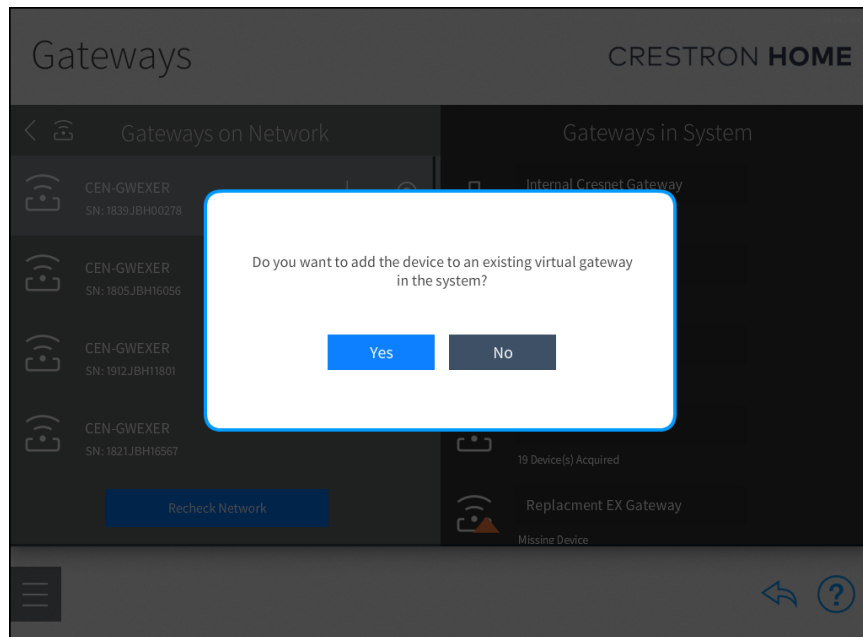 Gateways
CRESTRON HOME
Gateways on Network
Gateways in System
CEN-GWEXER
SN: 1839JBH00278
Internal Cresnet Gateway
Do you want to add the device to an existing virtual gateway
in the system?
Yes
No
CEN-GWEXER
SN: 1805JBH16056
CEN-GWEXER
SN: 1912JBH11801
CEN-GWEXER
SN: 1821JBH16567
19 Device(s) Acquired
Recheck Network
Replacment EX Gateway
Missing Device
?